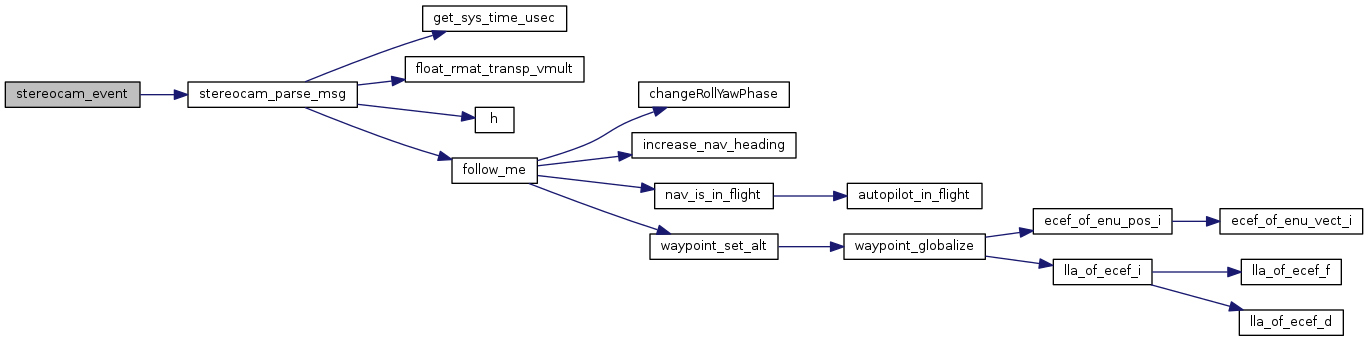 get_sys_time_usec
float_rmat_transp_vmult
stereocam_event
stereocam_parse_msg
changeRollYawPhase
h
increase_nav_heading
follow_me
nav_is_in_flight
autopilot_in_flight
ecef_of_enu_pos_i
ecef_of_enu_vect_i
waypoint_set_alt
waypoint_globalize
lla_of_ecef_i
lla_of_ecef_f
lla_of_ecef_d